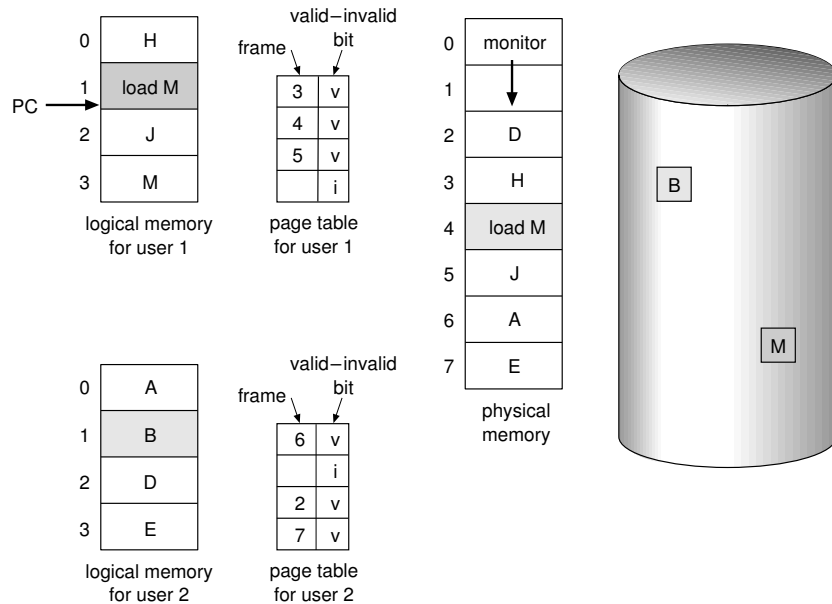 valid–invalid
frame bit
0 H
1 load M
PC
2 J
3 M
3 v
4 v
5 v
i
logical memory
for user 1
page table
for user 1
0 monitor
1
2 D
3 H
4 load M
5 J
6 A
7 E
physical
memory
B
M
valid–invalid
frame bit
0 A
1 B
2 D
3 E
6 v
i
2 v
7 v
logical memory
for user 2
page table
for user 2